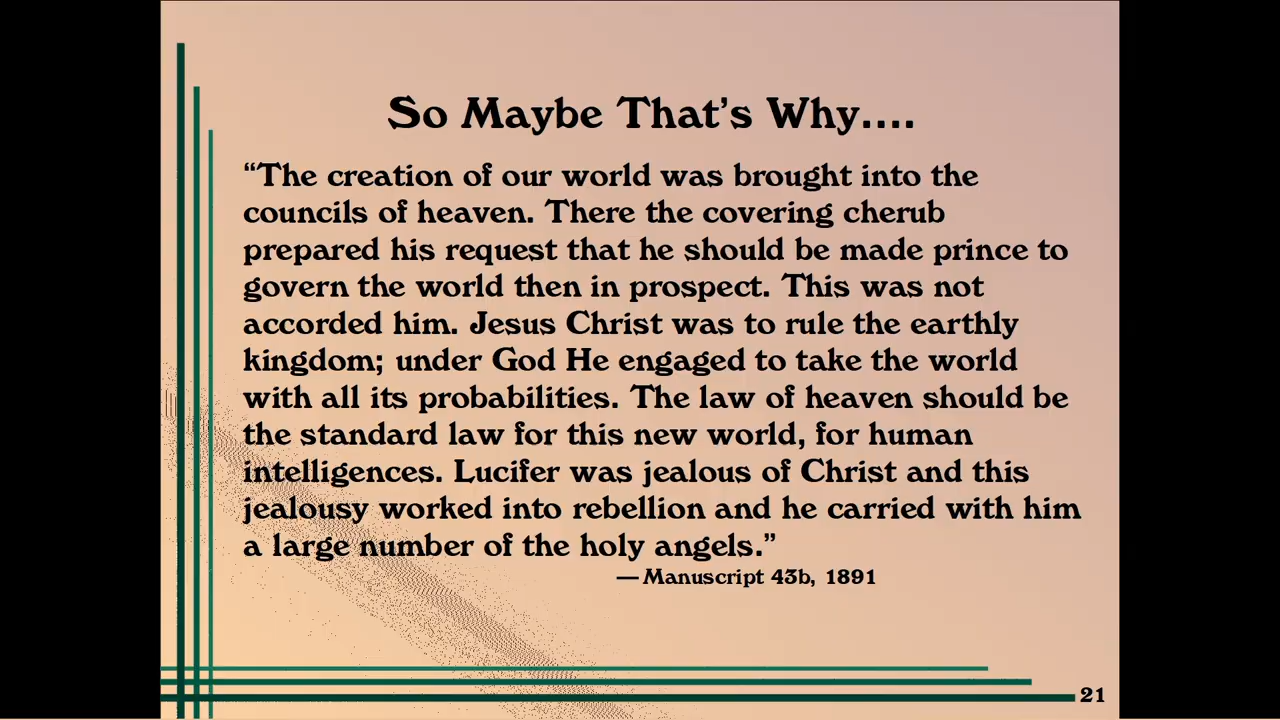 So Maybe That’s Why....
“The creation of our world was brought into the
councils of heaven. There the covering cherub
prepared his request that he should be made prince to
govern the world then in prospect. This was not
accorded him. Jesus Christ was to rule the earthly
kingdom; under God He engaged to take the world
with all its probabilities. The law of heaven should be
the standard law for this new world, for human
intelligences. Lucifer was jealous of Christ and this
jealousy worked into rebellion and he carried with him
a large number of the holy angels.”
— Manuscript 43b, 1891
21